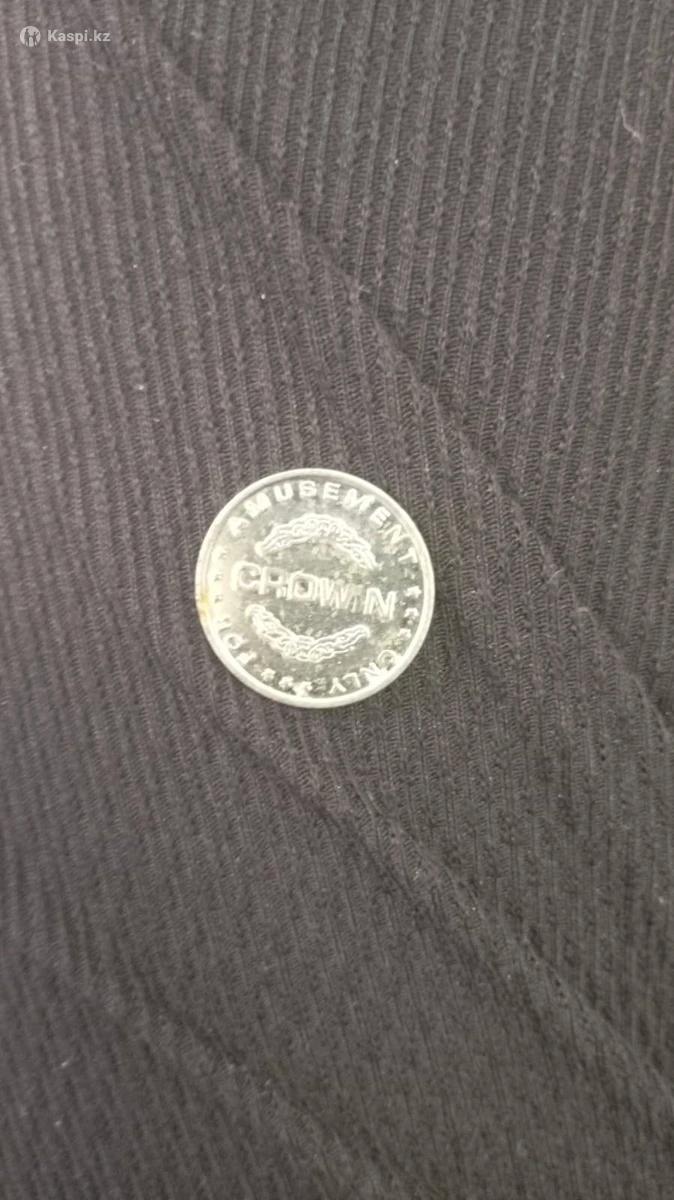 Kaspi.kz
AMUSEMENT
CROWN
FOR
ONLY